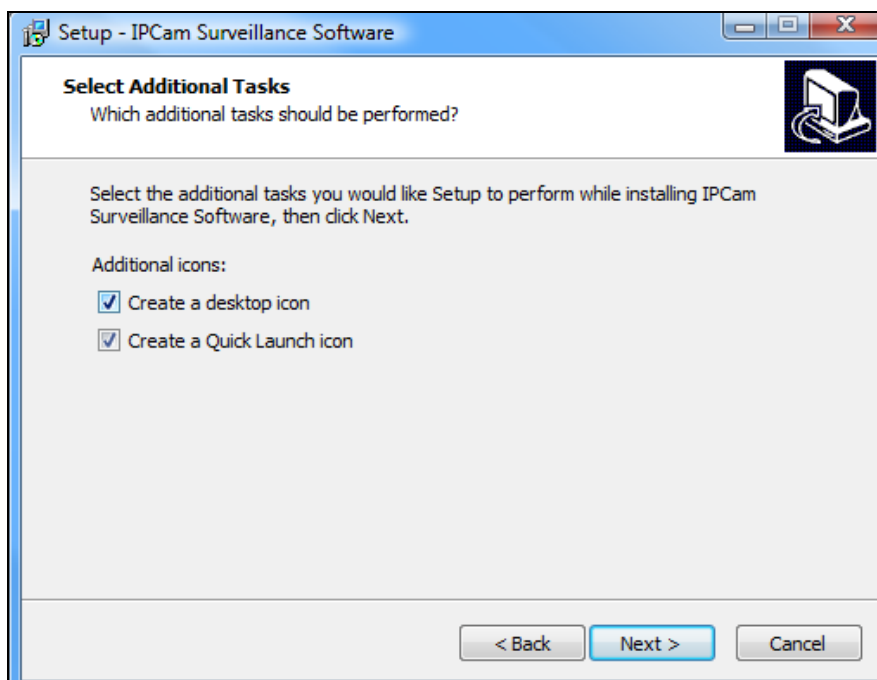 Setup - IPCam Surveillance Software
Select Additional Tasks
Which additional tasks should be performed?
Select the additional tasks you would like Setup to perform while installing IPCam
Surveillance Software, then click Next.
Additional icons:
Create a desktop icon
Create a Quick Launch icon
< Back Next > Cancel